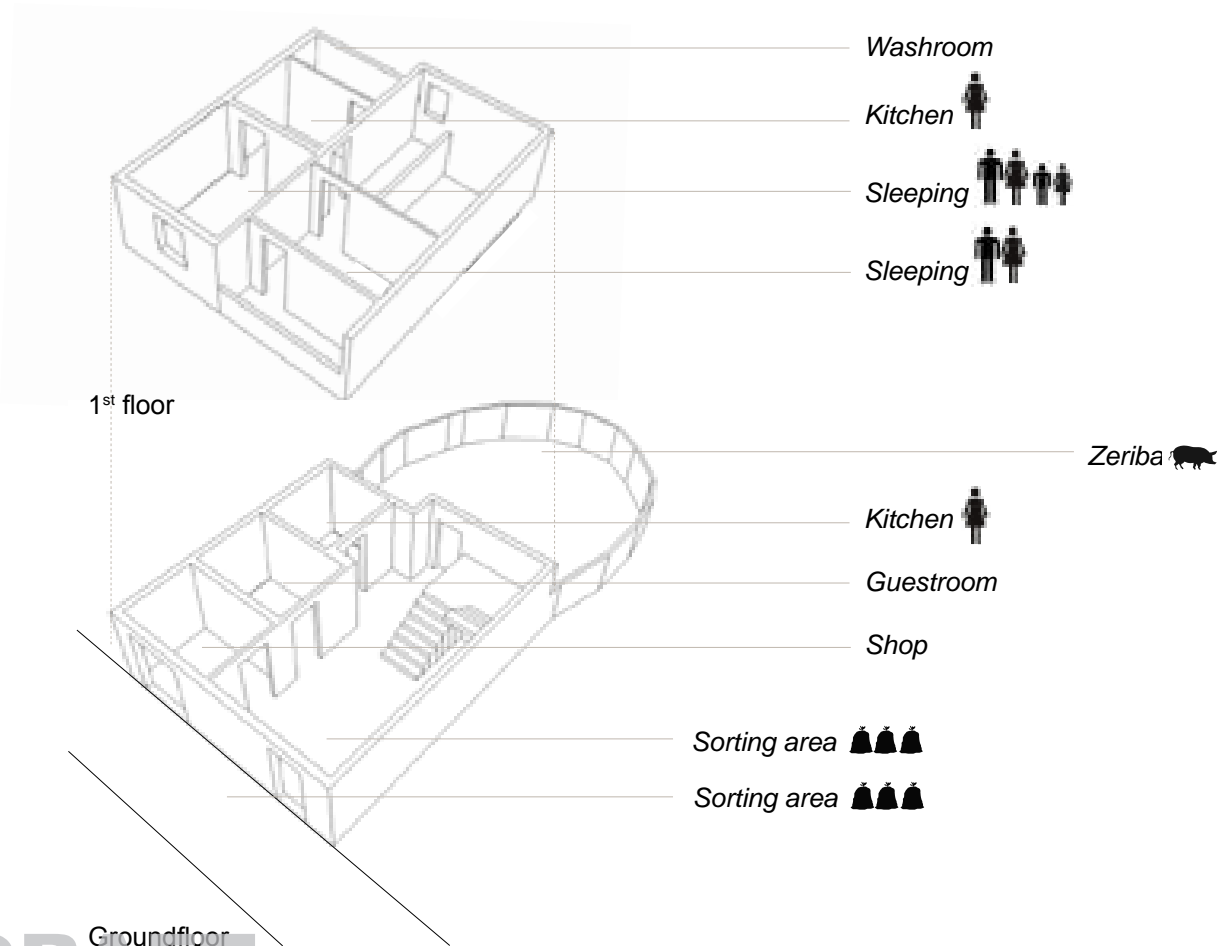 Washroom
Kitchen
Sleeping
Sleeping
1st floor
Zeriba
Kitchen
Guestroom
Shop
Sorting area
Sorting area
Groundfloor